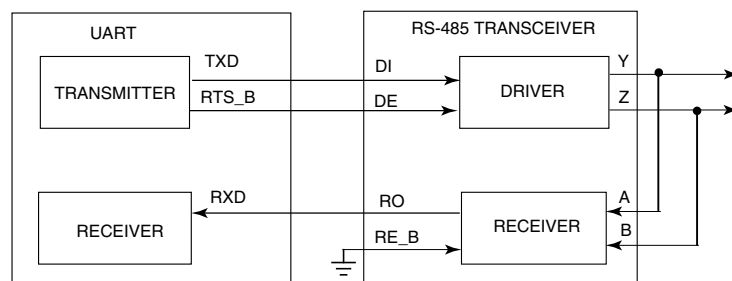 UART
RS-485 TRANSCEIVER
TXD
DI
Y
TRANSMITTER
DRIVER
RTS_B
DE
Z
RXD
RO
A
RECEIVER
RECEIVER
RE_B
B